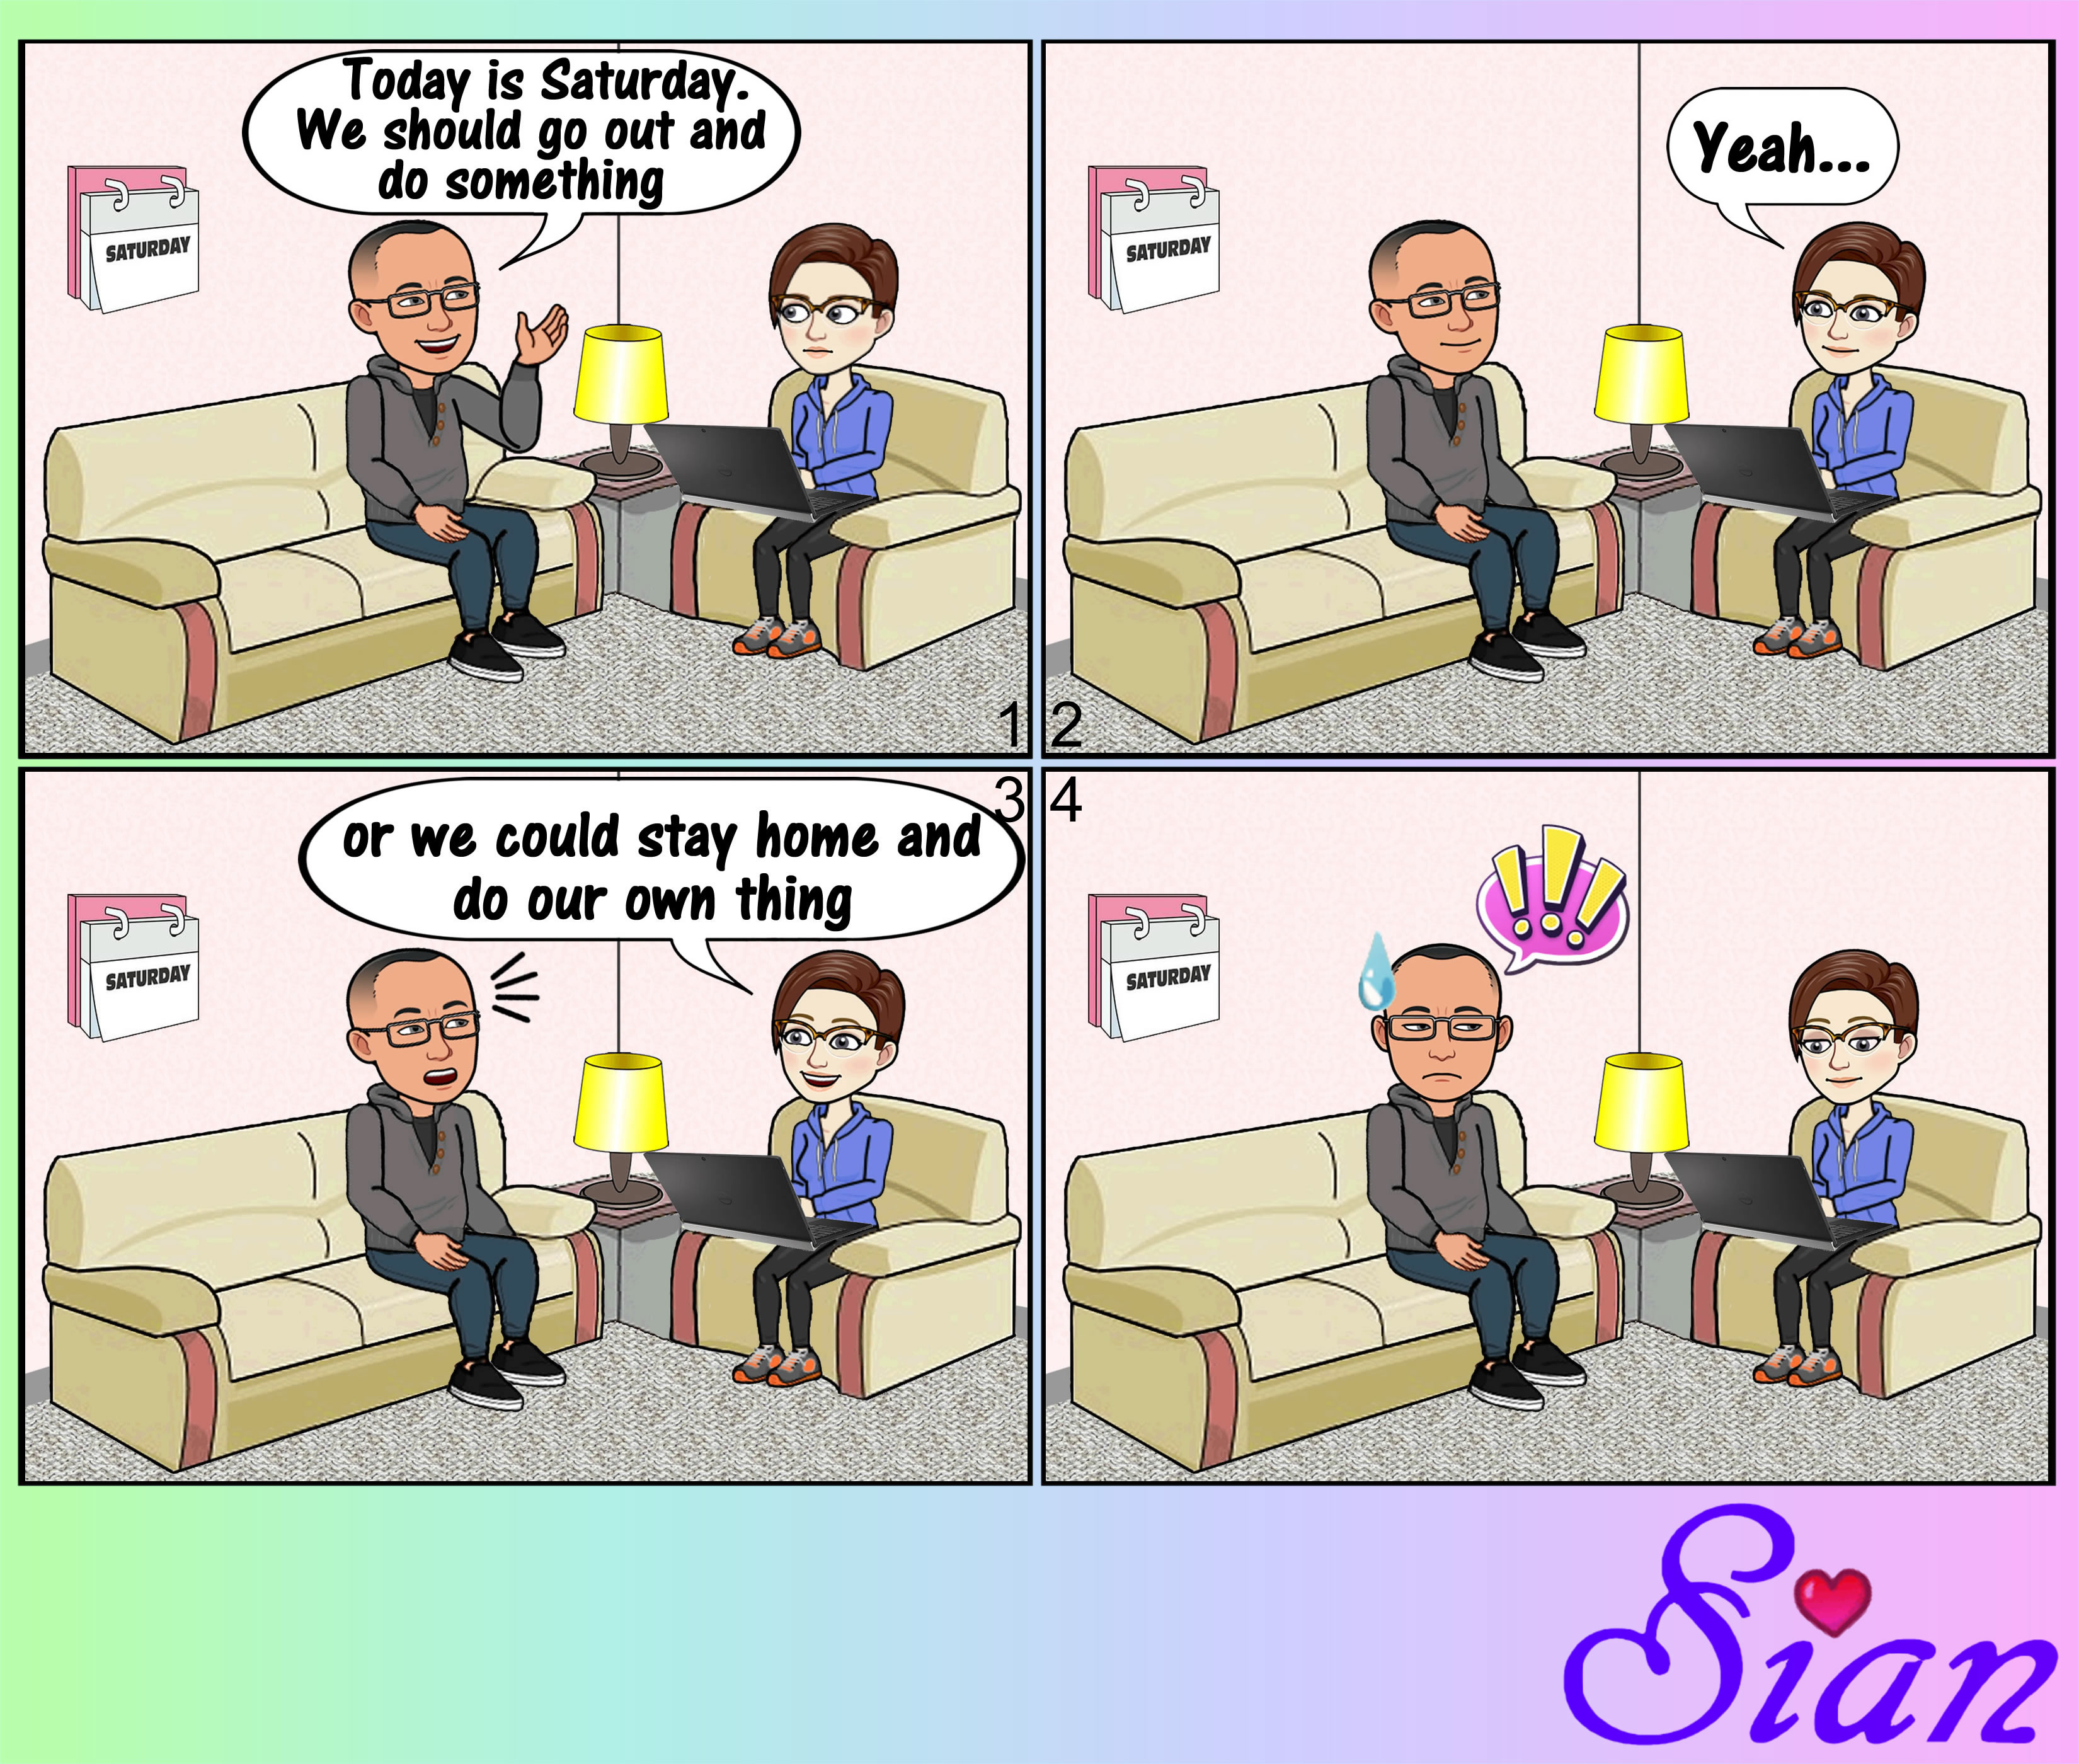 Today is Saturday.
We should go out and
do something
SATURDAY
1
Yeah...
SATURDAY
2
3
or we could stay home and
do our own thing
SATURDAY
4
!!!
SATURDAY
Sian